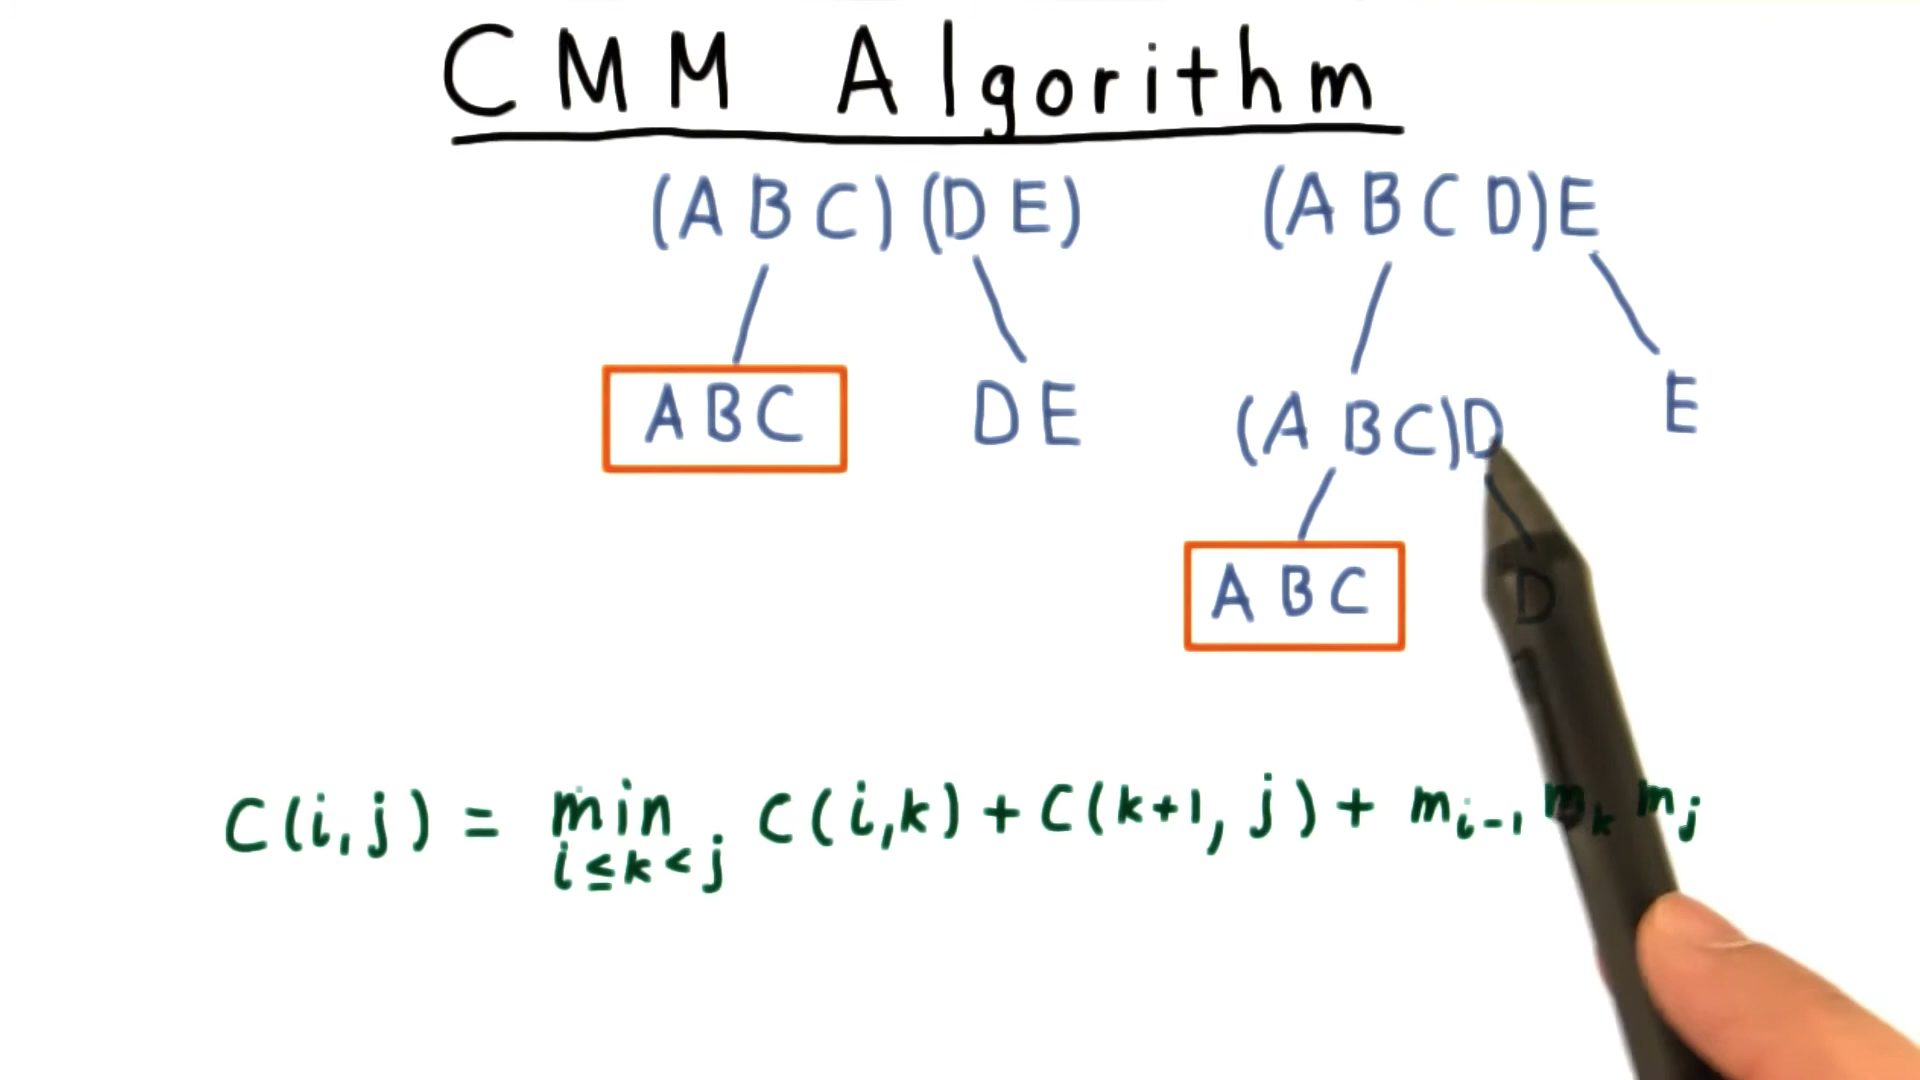 CMM Algorithm
(A B C) (D E)
(A B C D) E
A B C
D E
(A B C) D
E
A B C
D
C(i,j) = min C(i,k) + C(k+1, j) + m_{i-1} m_k m_j
i≤k<j